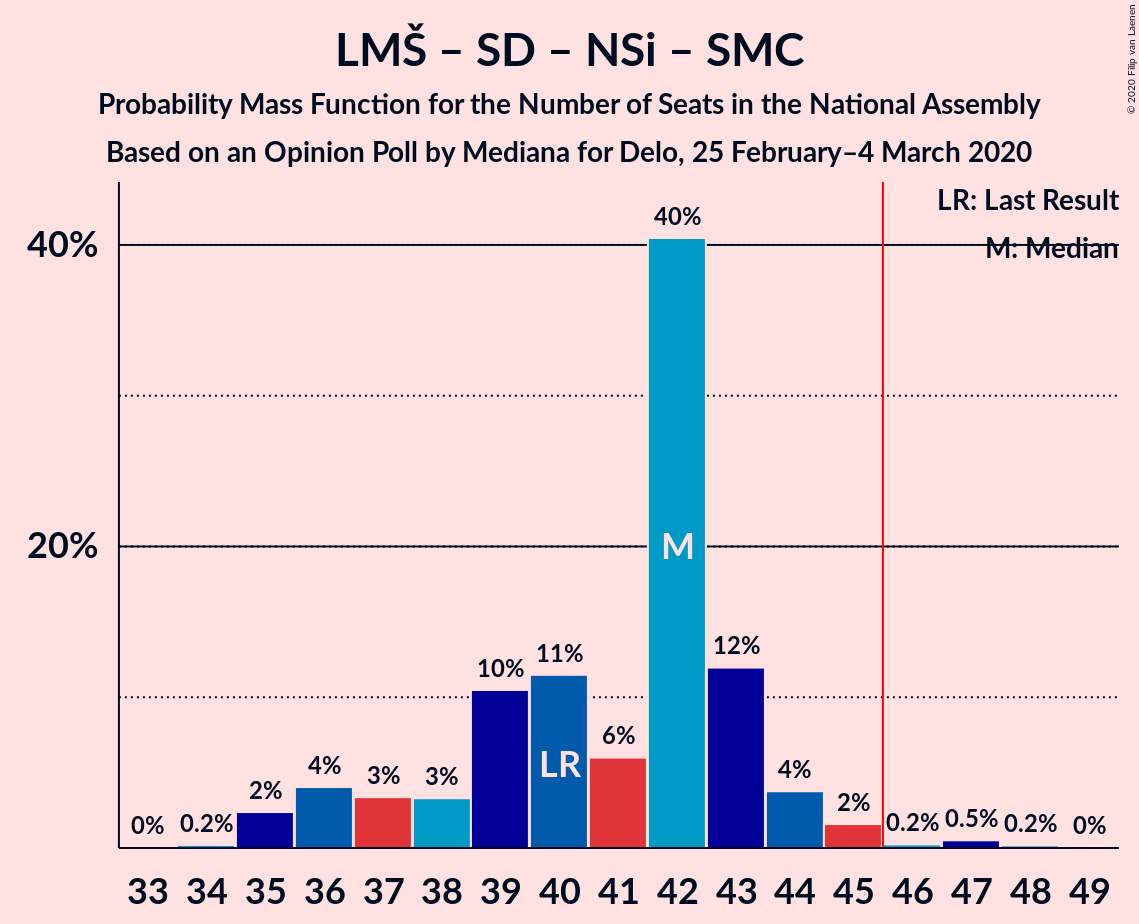 LMŠ – SD – NSi – SMC
Probability Mass Function for the Number of Seats in the National Assembly
Based on an Opinion Poll by Mediana for Delo, 25 February–4 March 2020
© 2020 Filip van Laenen
LR: Last Result
M: Median
40%
20%
0%
0.2%
2%
4%
3%
3%
10%
11%
6%
40%
12%
4%
2%
0.2%
0.5%
0.2%
0%
LR
M
33 34 35 36 37 38 39 40 41 42 43 44 45 46 47 48 49